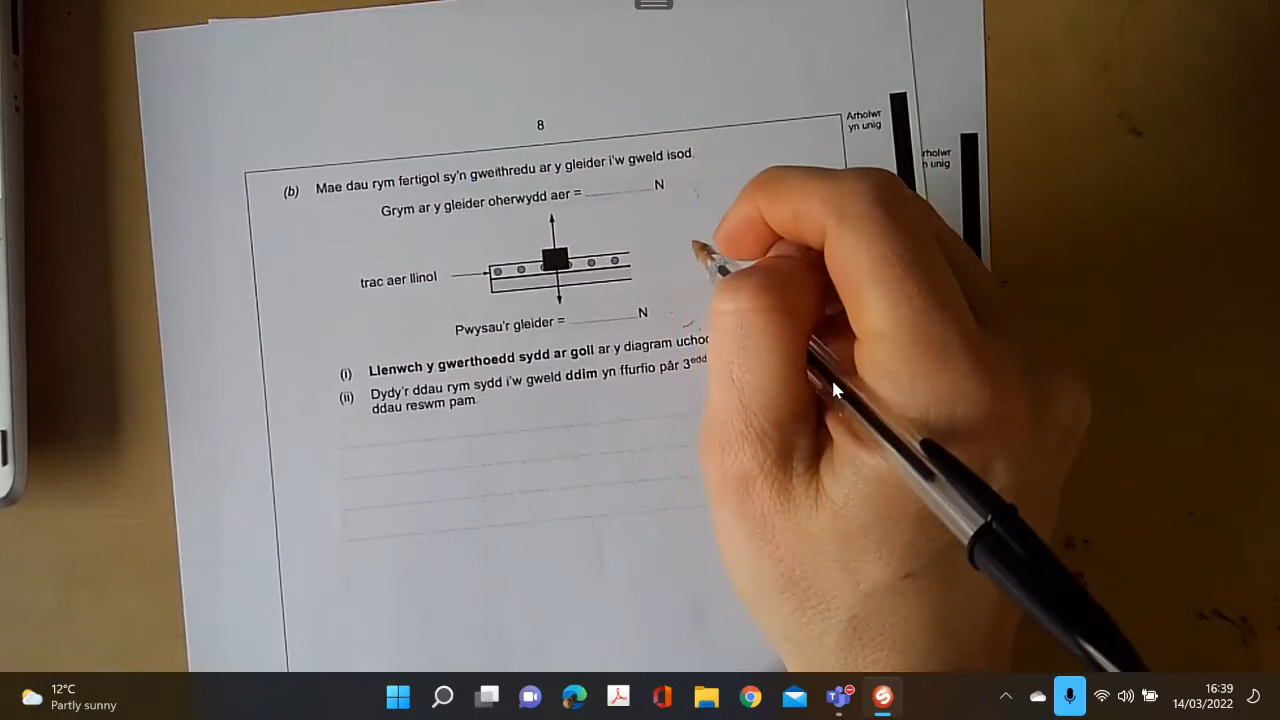 8
Arholwr
yn unig
rholwr
n unig
(b) Mae dau rym fertigol sy'n gweithredu ar y gleider i'w gweld isod.
Grym ar y gleider oherwydd aer = N
trac aer llinol
Pwysau'r gleider = N
(i) Llenwch y gwerthoedd sydd ar goll ar y diagram uchod
(ii) Dydy'r ddau rym sydd i'w gweld ddim yn ffurfio pâr 3edd
ddau reswm pam.
12°C
Partly sunny
16:39
14/03/2022